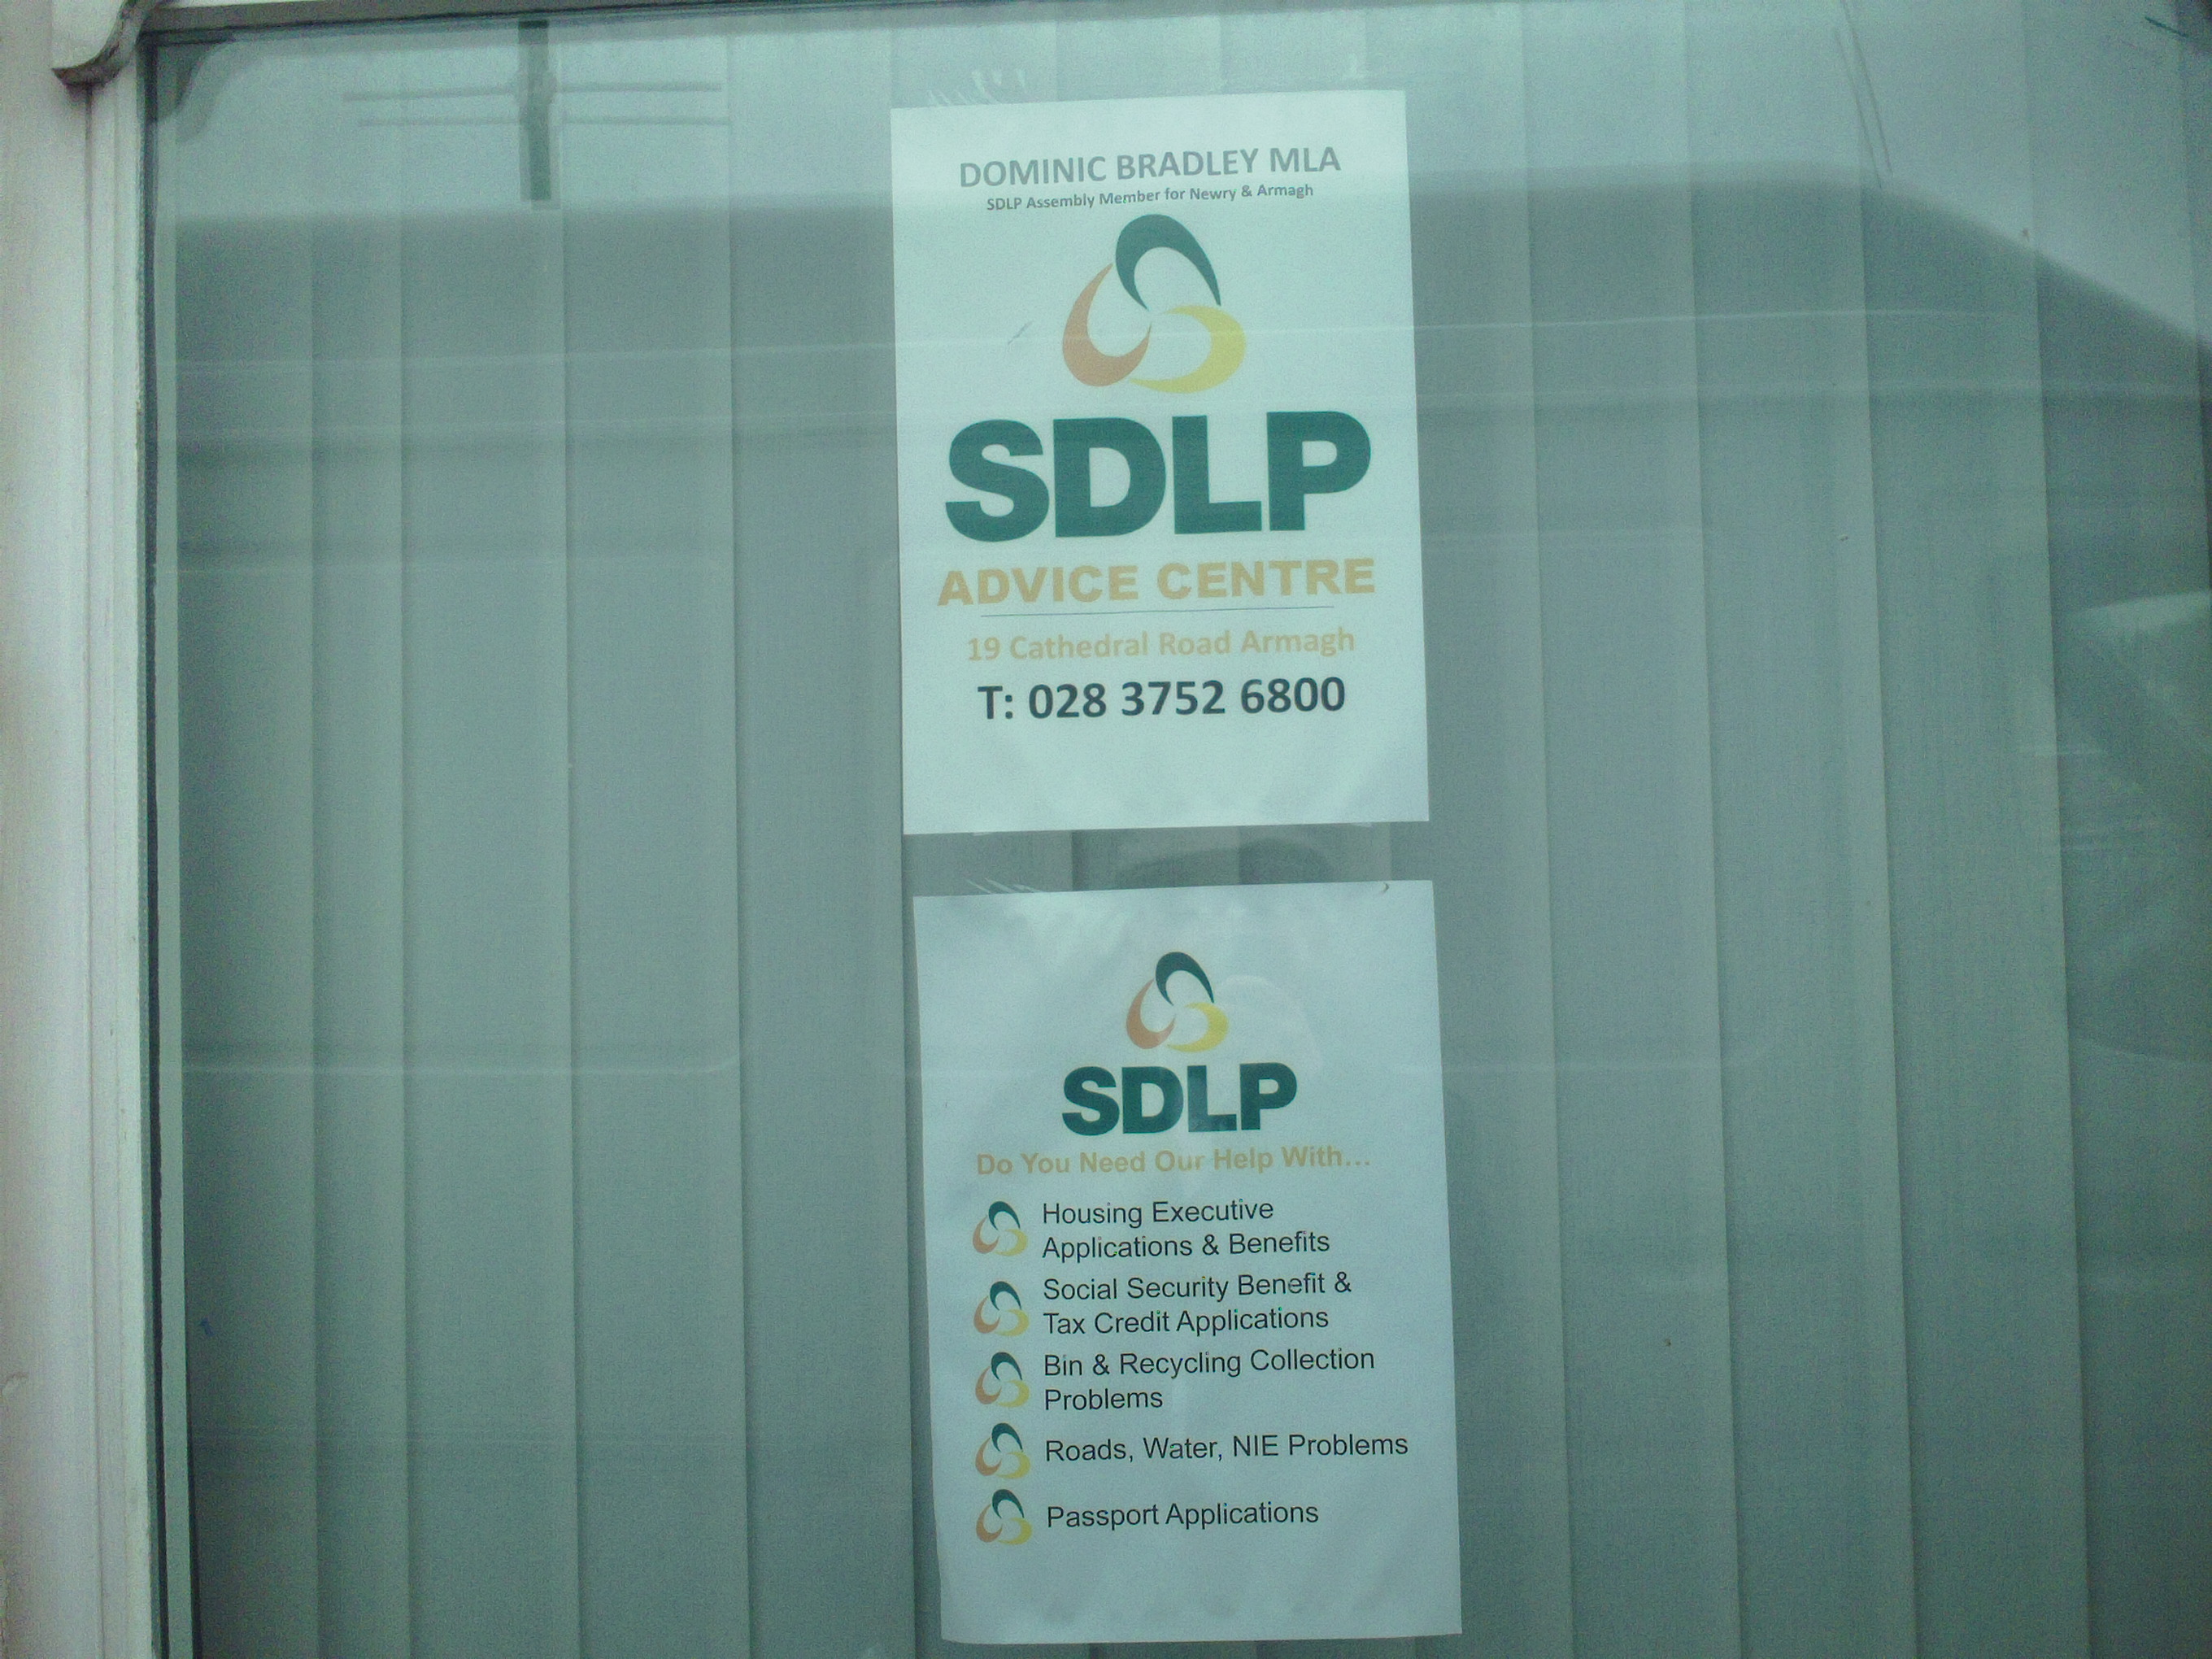 DOMINIC BRADLEY MLA
SDLP Assembly Member for Newry & Armagh
SDLP
ADVICE CENTRE
19 Cathedral Road Armagh
T: 028 3752 6800
SDLP
Do You Need Our Help With...
Housing Executive
Applications & Benefits
Social Security Benefit &
Tax Credit Applications
Bin & Recycling Collection
Problems
Roads, Water, NIE Problems
Passport Applications